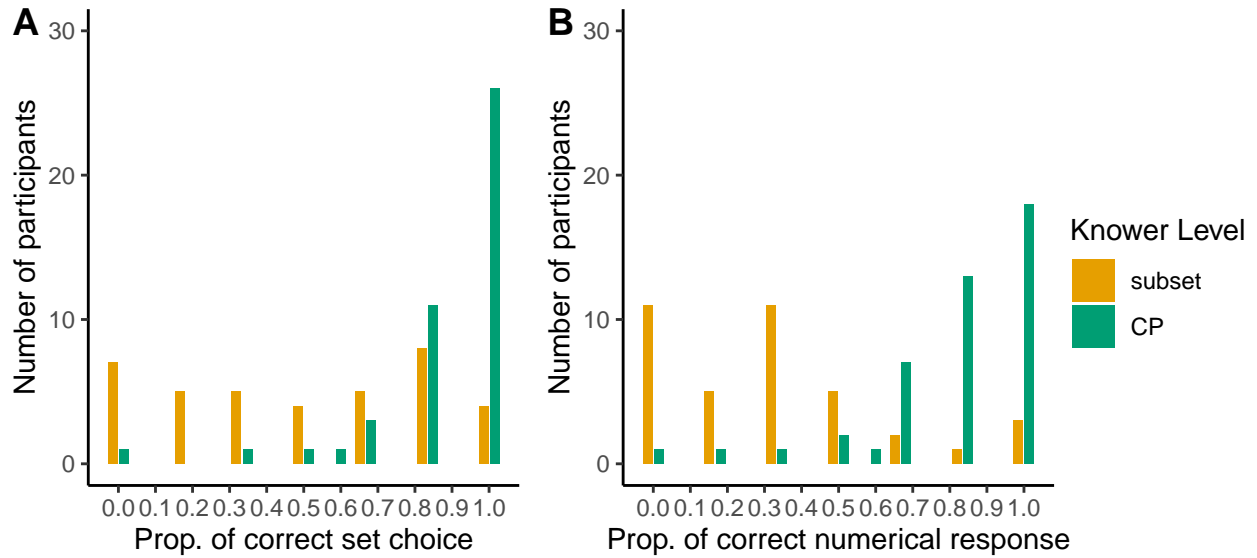 A
30
20
10
0
Number of participants
0.0 0.1 0.2 0.3 0.4 0.5 0.6 0.7 0.8 0.9 1.0
Prop. of correct set choice
B
30
20
10
0
Number of participants
0.0 0.1 0.2 0.3 0.4 0.5 0.6 0.7 0.8 0.9 1.0
Prop. of correct numerical response
Knower Level
subset
CP